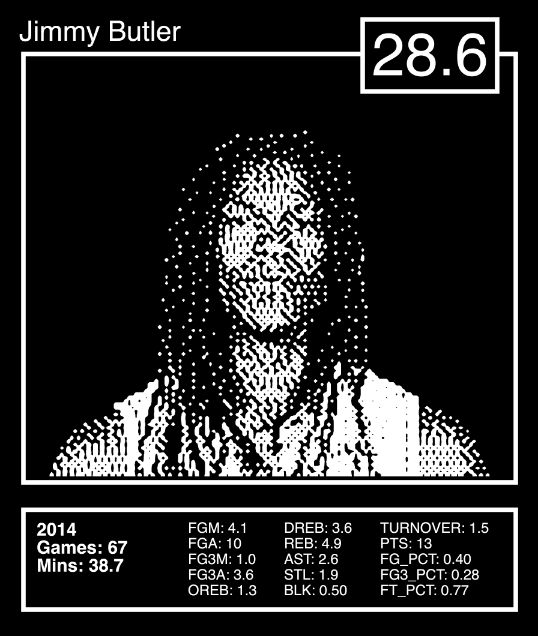 Jimmy Butler
28.6
2014
Games: 67
Mins: 38.7
FGM: 4.1
FGA: 10
FG3M: 1.0
FG3A: 3.6
OREB: 1.3
DREB: 3.6
REB: 4.9
AST: 2.6
STL: 1.9
BLK: 0.50
TURNOVER: 1.5
PTS: 13
FG_PCT: 0.40
FG3_PCT: 0.28
FT_PCT: 0.77